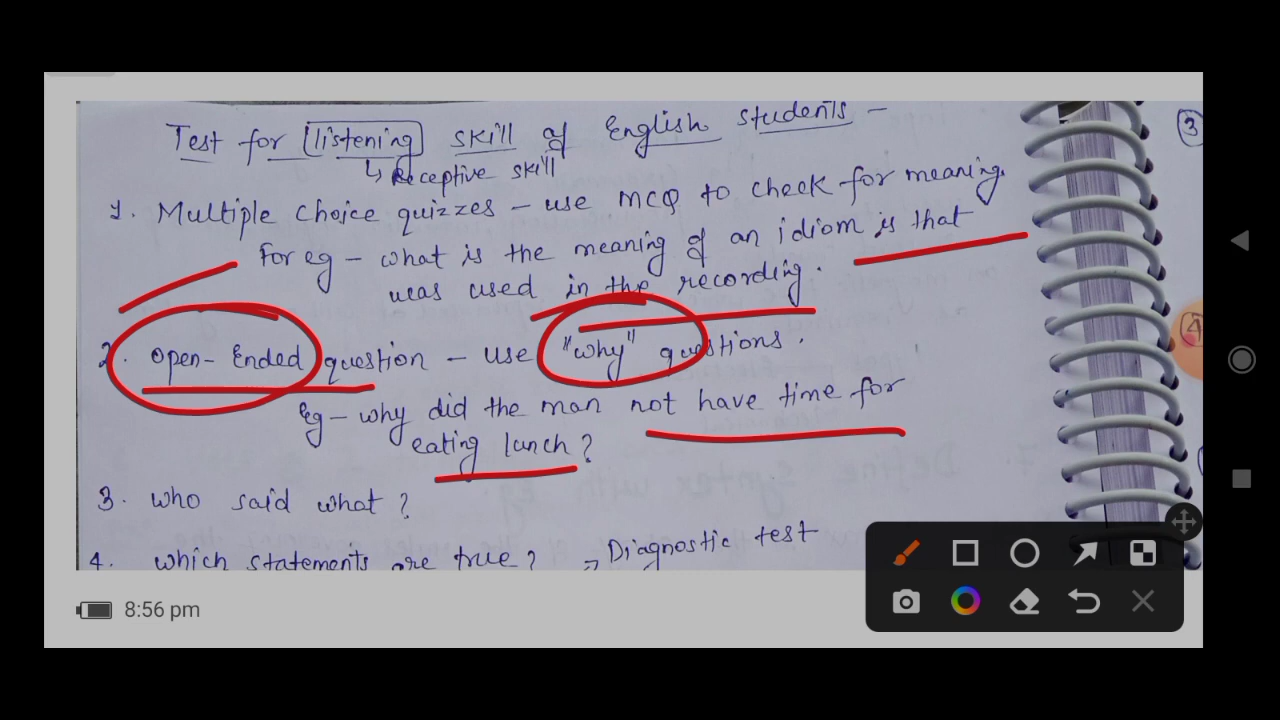 Test for listening skill of English students –
↳ Receptive skill
1. Multiple choice quizzes – use MCQ to check for meaning.
For eg – what is the meaning of an idiom is that
was used in the recording.
2. Open-Ended question – use "why" questions.
Eg – why did the man not have time for
eating lunch?
3. who said what?
4. which statements are true? → Diagnostic test
8:56 pm
3
4